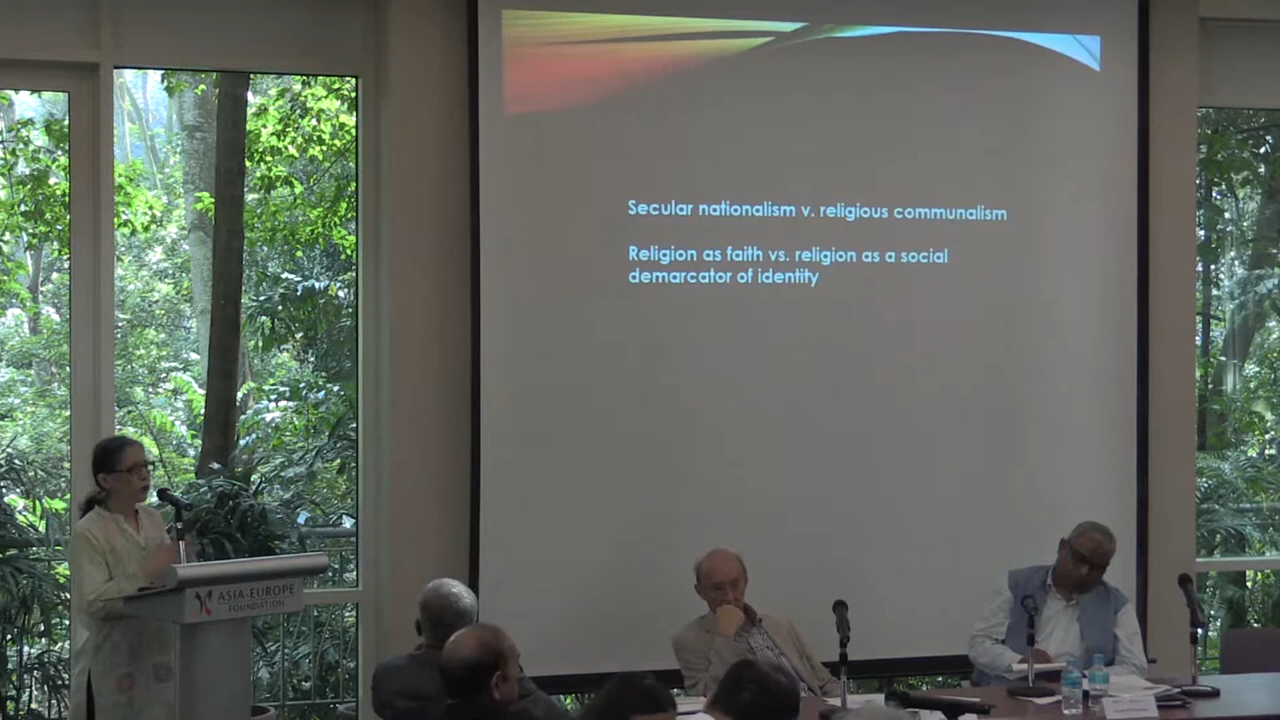 Secular nationalism v. religious communalism
Religion as faith vs. religion as a social
demarcator of identity
ASIA-EUROPE
FOUNDATION